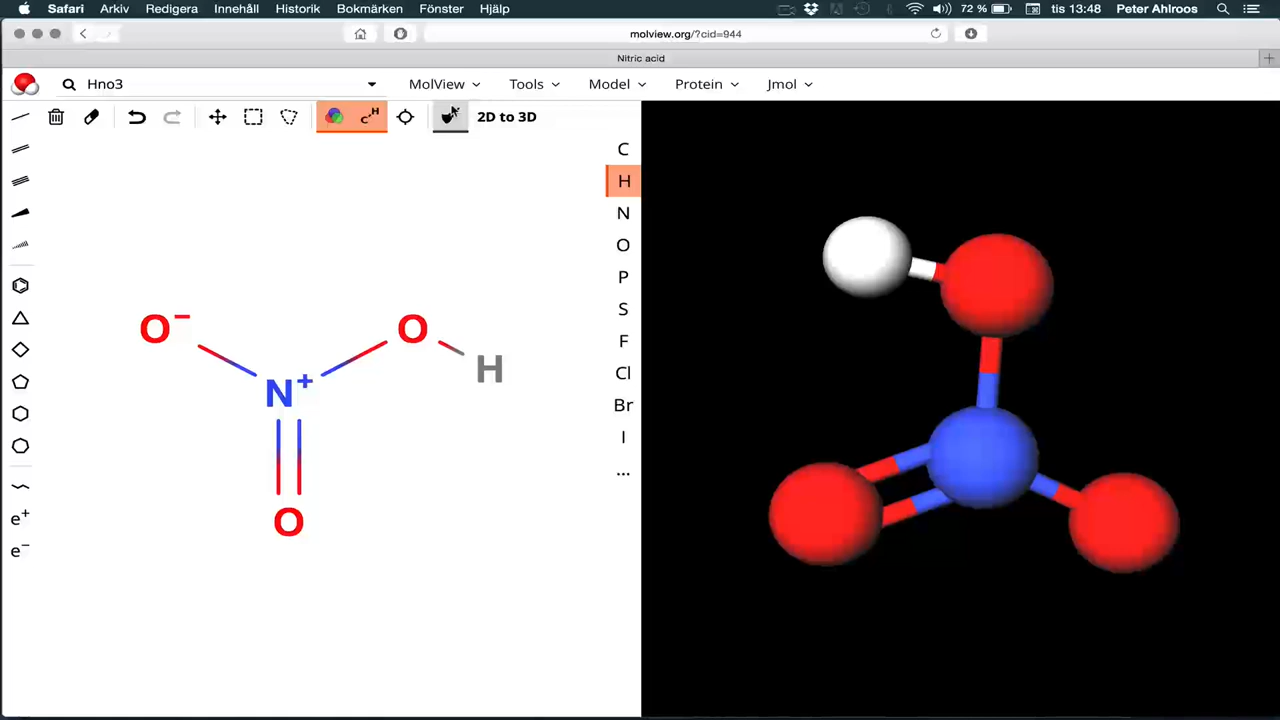 Safari Arkiv Redigera Innehåll Historik Bokmärken Fönster Hjälp 72 % tis 13:48 Peter Ahlroos
molview.org/?cid=944
Nitric acid
Hno3 MolView Tools Model Protein Jmol
C H 2D to 3D
C
H
N
O
P
S
F
Cl
Br
I
...
e+
e−
O− O
H
N+
O